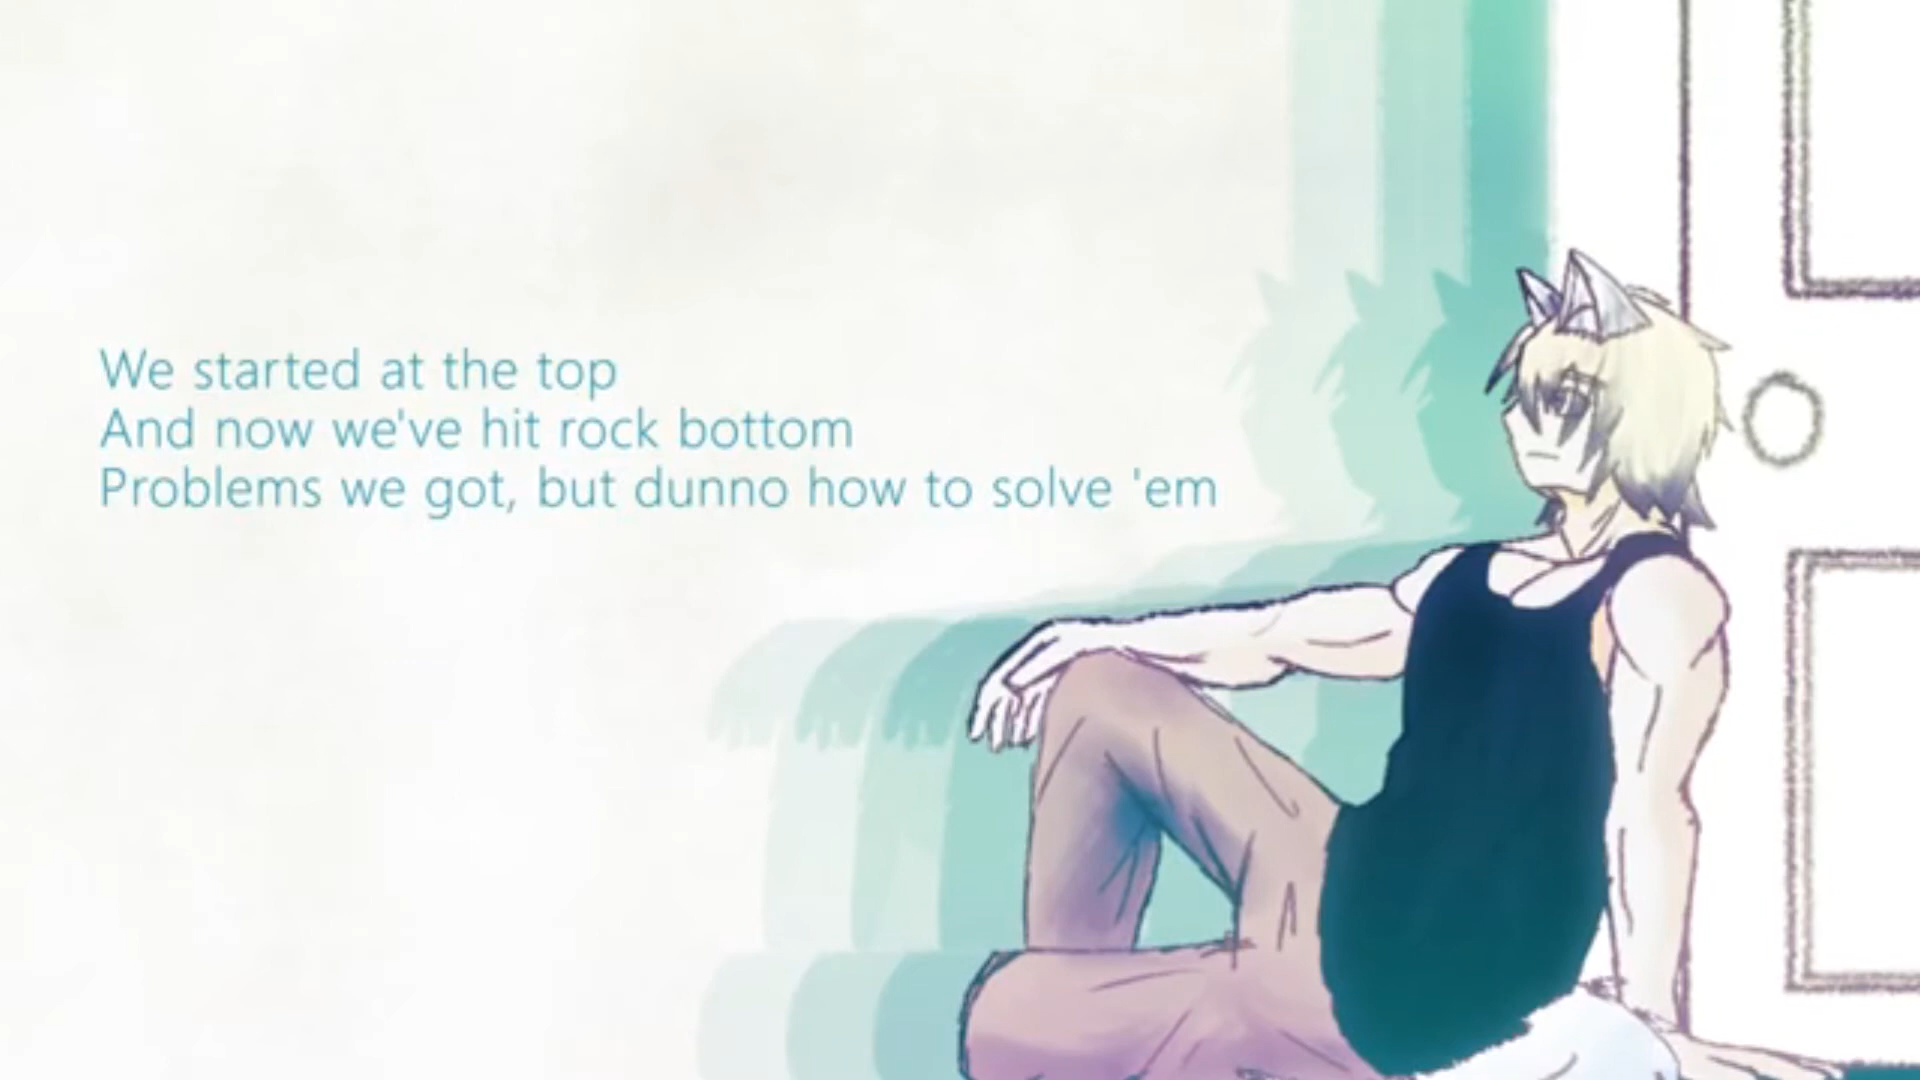 We started at the top
And now we've hit rock bottom
Problems we got, but dunno how to solve 'em